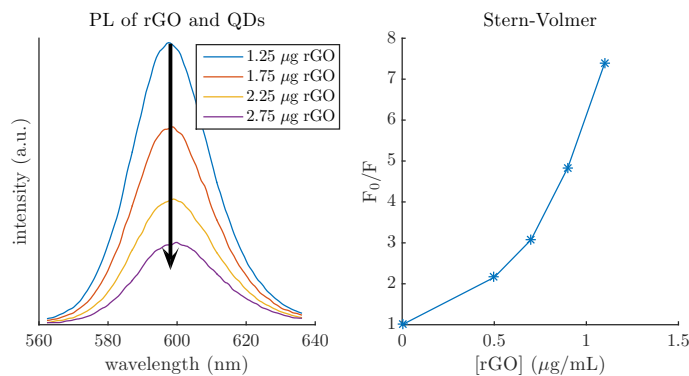 PL of rGO and QDs
1.25 μg rGO
1.75 μg rGO
2.25 μg rGO
2.75 μg rGO
intensity (a.u.)
560 580 600 620 640
wavelength (nm)
Stern-Volmer
8
7
6
5
4
3
2
1
F₀/F
0 0.5 1 1.5
[rGO] (μg/mL)